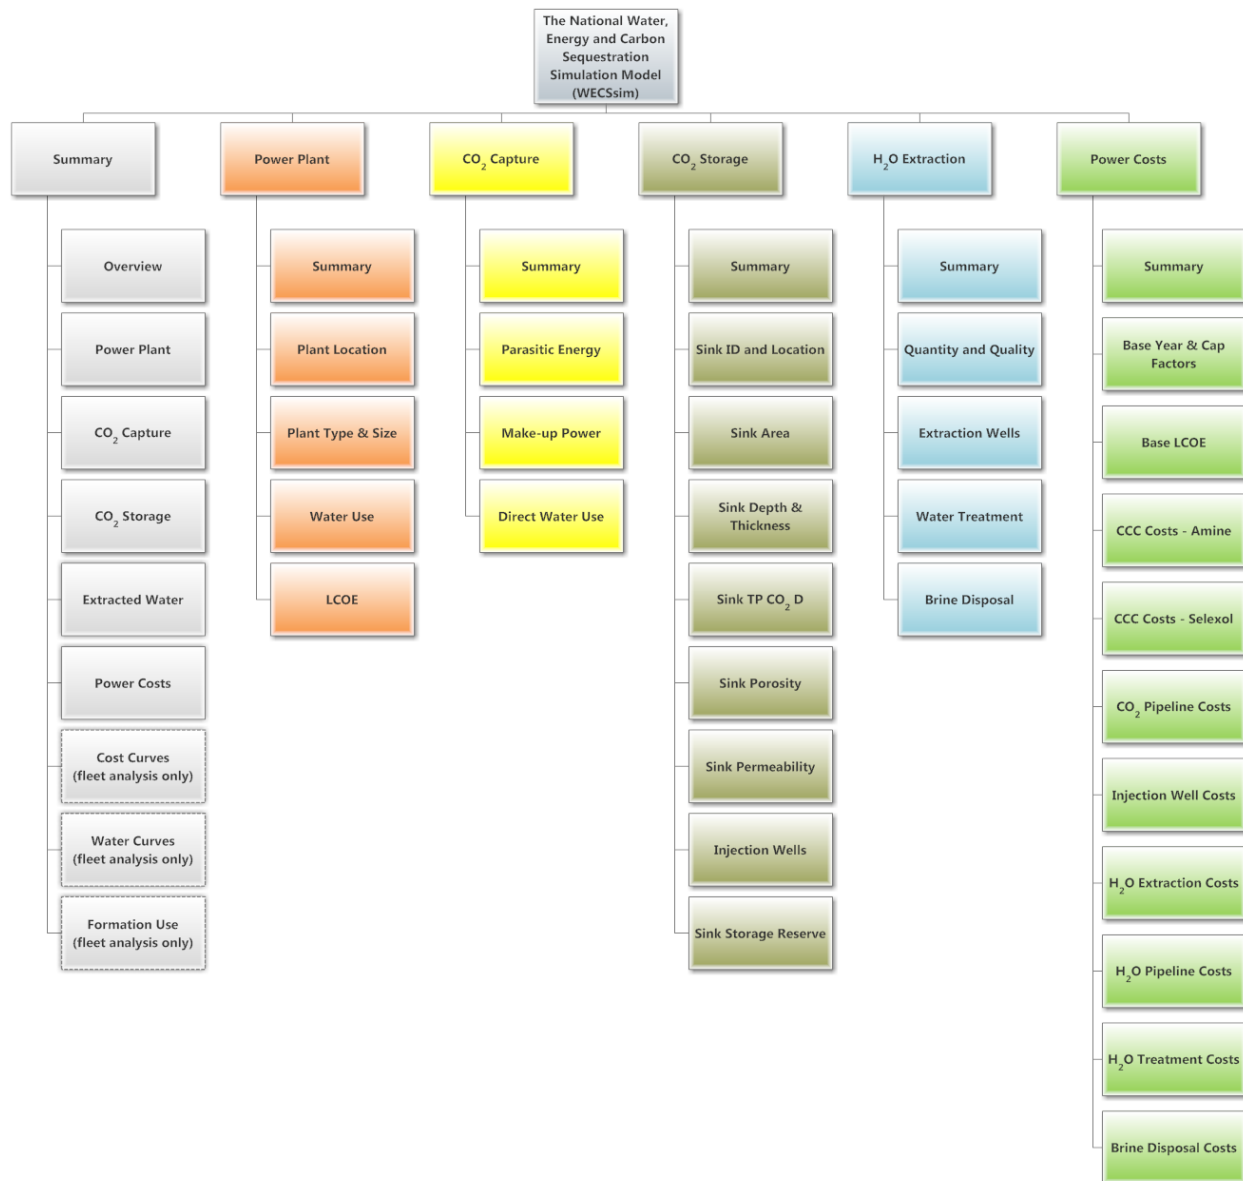 The National Water,
Energy and Carbon
Sequestration
Simulation Model
(WECSsim)
Summary
Overview
Power Plant
CO₂ Capture
CO₂ Storage
Extracted Water
Power Costs
Cost Curves
(fleet analysis only)
Water Curves
(fleet analysis only)
Formation Use
(fleet analysis only)
Power Plant
Summary
Plant Location
Plant Type & Size
Water Use
LCOE
CO₂ Capture
Summary
Parasitic Energy
Make-up Power
Direct Water Use
CO₂ Storage
Summary
Sink ID and Location
Sink Area
Sink Depth &
Thickness
Sink TP CO₂ D
Sink Porosity
Sink Permeability
Injection Wells
Sink Storage Reserve
H₂O Extraction
Summary
Quantity and Quality
Extraction Wells
Water Treatment
Brine Disposal
Power Costs
Summary
Base Year & Cap
Factors
Base LCOE
CCC Costs - Amine
CCC Costs - Selexol
CO₂ Pipeline Costs
Injection Well Costs
H₂O Extraction Costs
H₂O Pipeline Costs
H₂O Treatment Costs
Brine Disposal Costs